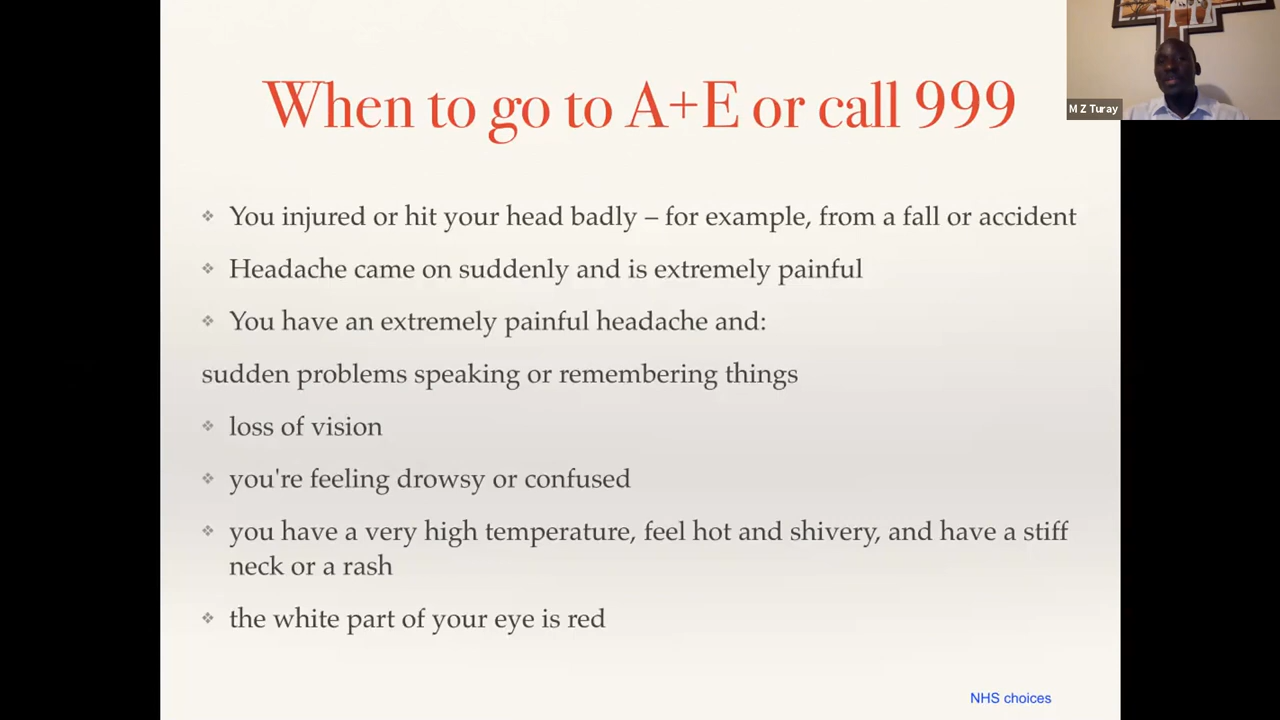 When to go to A+E or call 999
M Z Turay
❖ You injured or hit your head badly – for example, from a fall or accident
❖ Headache came on suddenly and is extremely painful
❖ You have an extremely painful headache and:
sudden problems speaking or remembering things
❖ loss of vision
❖ you're feeling drowsy or confused
❖ you have a very high temperature, feel hot and shivery, and have a stiff
neck or a rash
❖ the white part of your eye is red
NHS choices